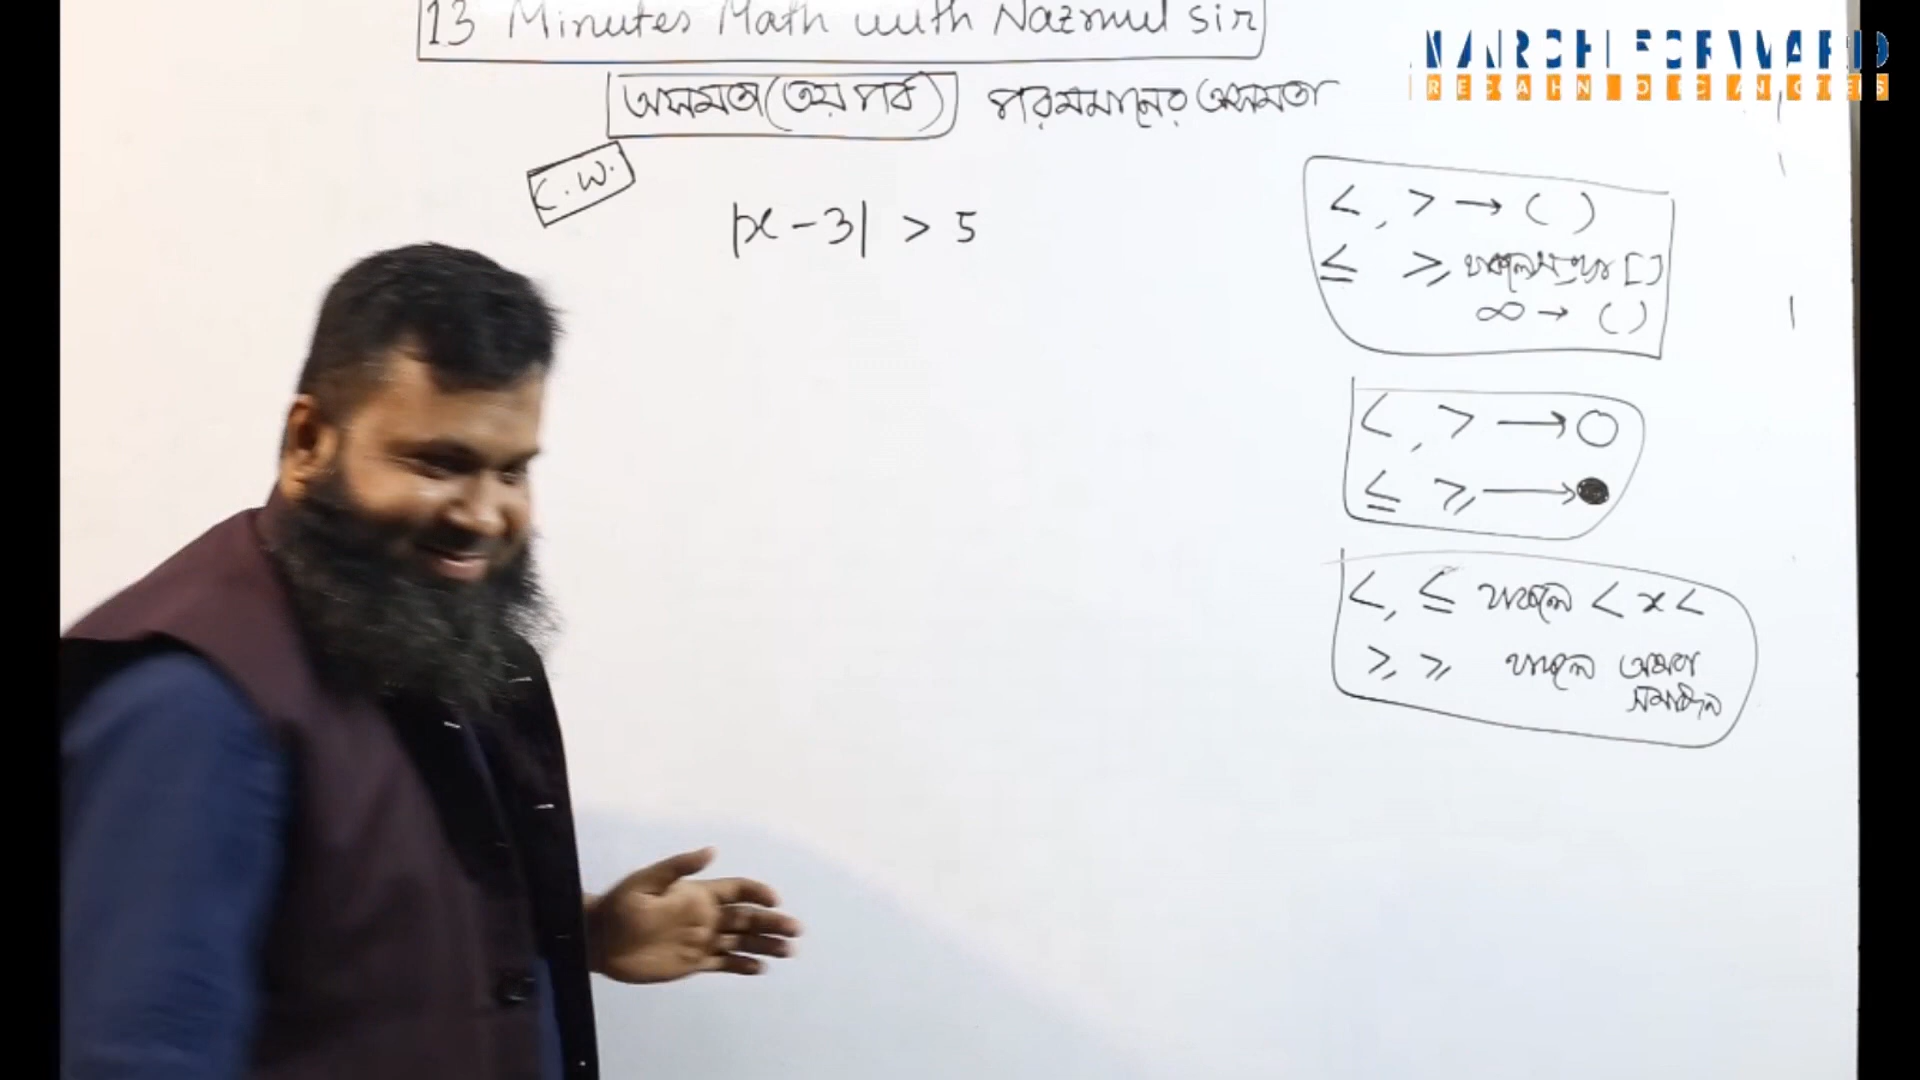 13 Minutes Math with Nazmul sir
অসমতা (৩য় পর্ব) পরমমানের অসমতা
C.W.
|x - 3| > 5
<, > → ( )
≤ ≥ থাকলে [ ]
∞ → ( )
<, > → ○
≤ ≥ → ●
<, ≤ থাকলে < x <
>, ≥ থাকলে অথবা
সমাধান